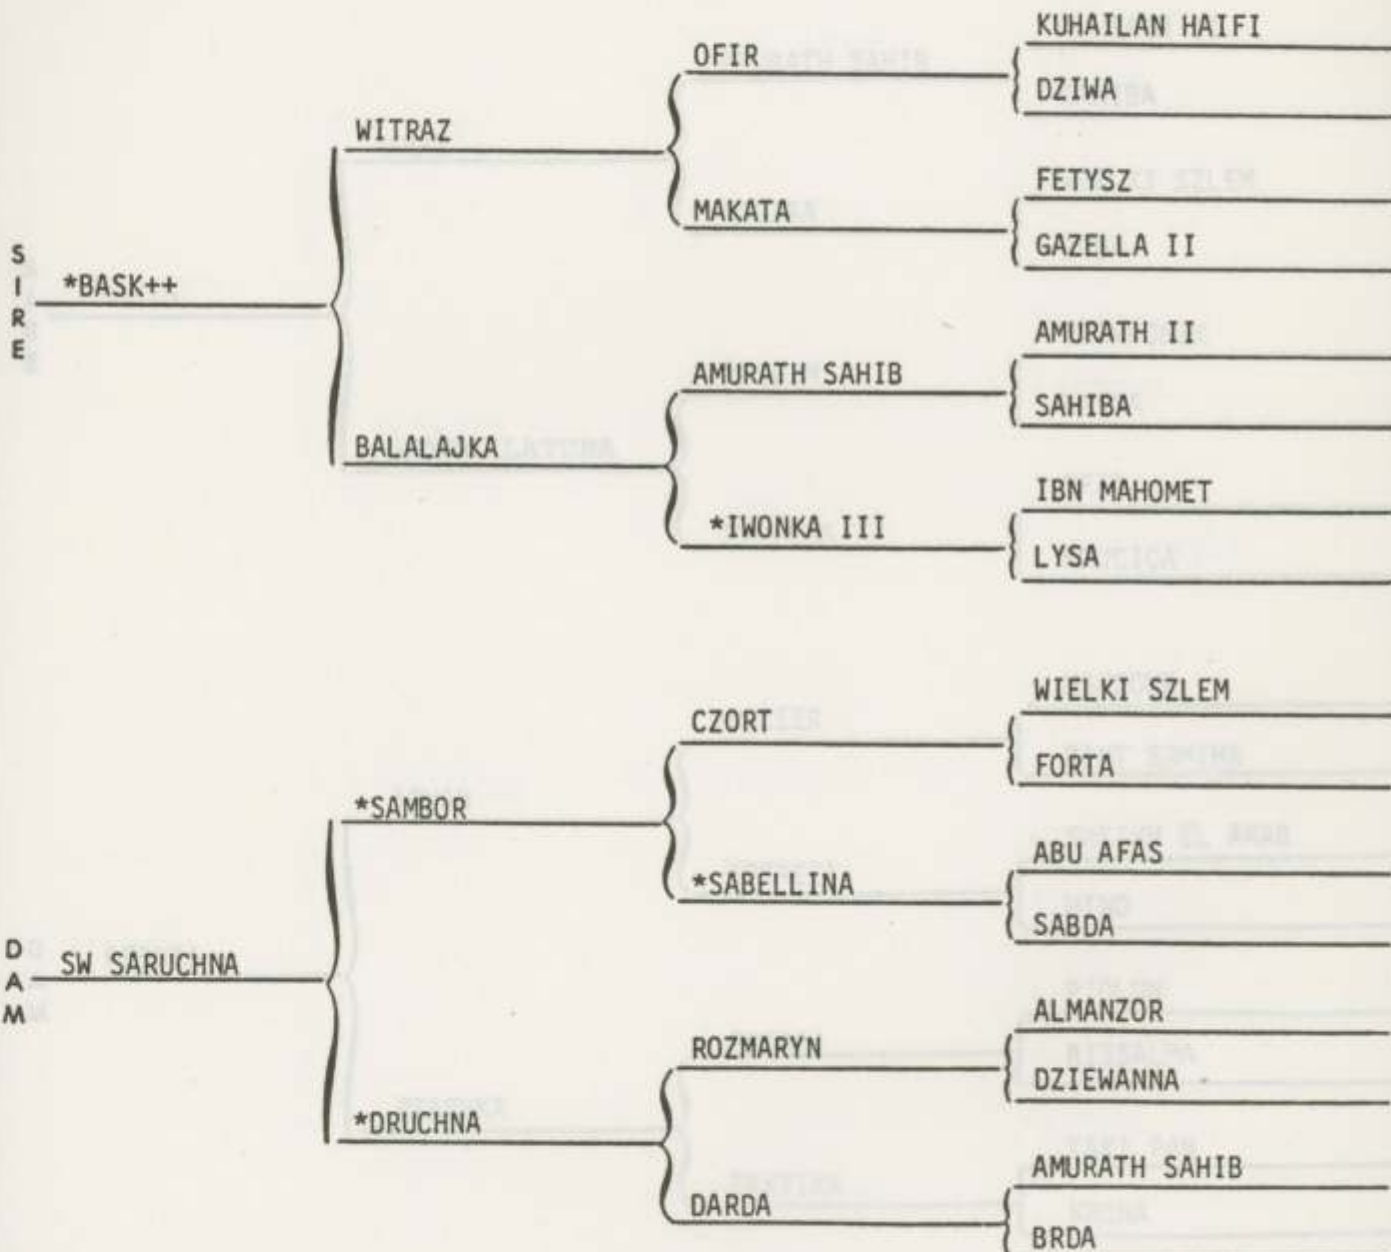 KUHAILAN HAIFI
OFIR
DZIWA
WITRAZ
FETYSZ
MAKATA
GAZELLA II
SIRE
*BASK++
AMURATH II
AMURATH SAHIB
SAHIBA
BALALAJKA
IBN MAHOMET
*IWONKA III
LYSA
WIELKI SZLEM
CZORT
FORTA
*SAMBOR
ABU AFAS
*SABELLINA
SABDA
DAM
SW SARUCHNA
ALMANZOR
ROZMARYN
DZIEWANNA
*DRUCHNA
AMURATH SAHIB
DARDA
BRDA